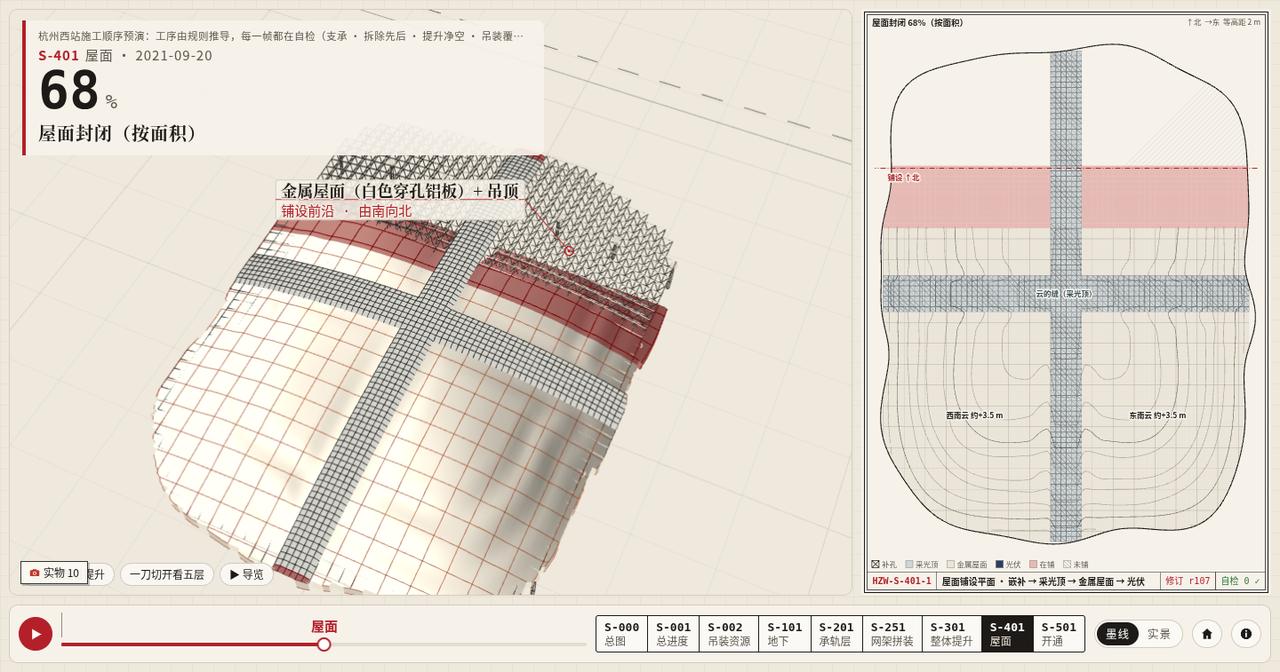 杭州西站施工顺序预演：工序由规则推导，每一帧都在自检（支承 · 拆除先后 · 提升净空 · 吊装覆…
S-401 屋面 · 2021-09-20
68 %
屋面封闭（按面积）
金属屋面（白色穿孔铝板）+ 吊顶
铺设前沿 · 由南向北
实物 10
提升
一刀切开看五层
▶ 导览
屋面封闭 68%（按面积）
↑北 →东 等高距 2 m
铺设 ↑北
云的缝（采光顶）
西南云 约+3.5 m
东南云 约+3.5 m
补孔 采光顶 金属屋面 光伏 在铺 未铺
HZW-S-401-1 屋面铺设平面 · 嵌补 → 采光顶 → 金属屋面 → 光伏 修订 r107 自检 0 ✓
屋面
S-000 总图
S-001 总进度
S-002 吊装资源
S-101 地下
S-201 承轨层
S-251 网架拼装
S-301 整体提升
S-401 屋面
S-501 开通
墨线 实景